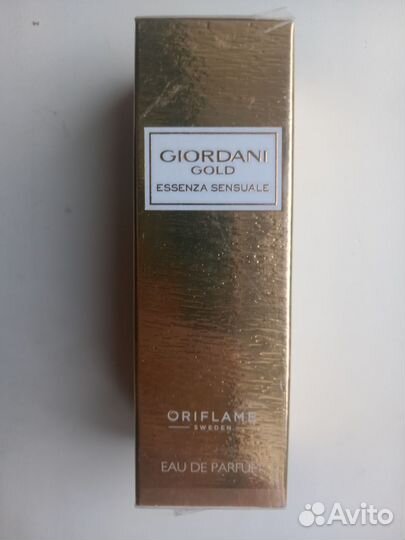 GIORDANI
GOLD
ESSENZA SENSUALE
ORIFLAME
SWEDEN
EAU DE PARFUM
Avito